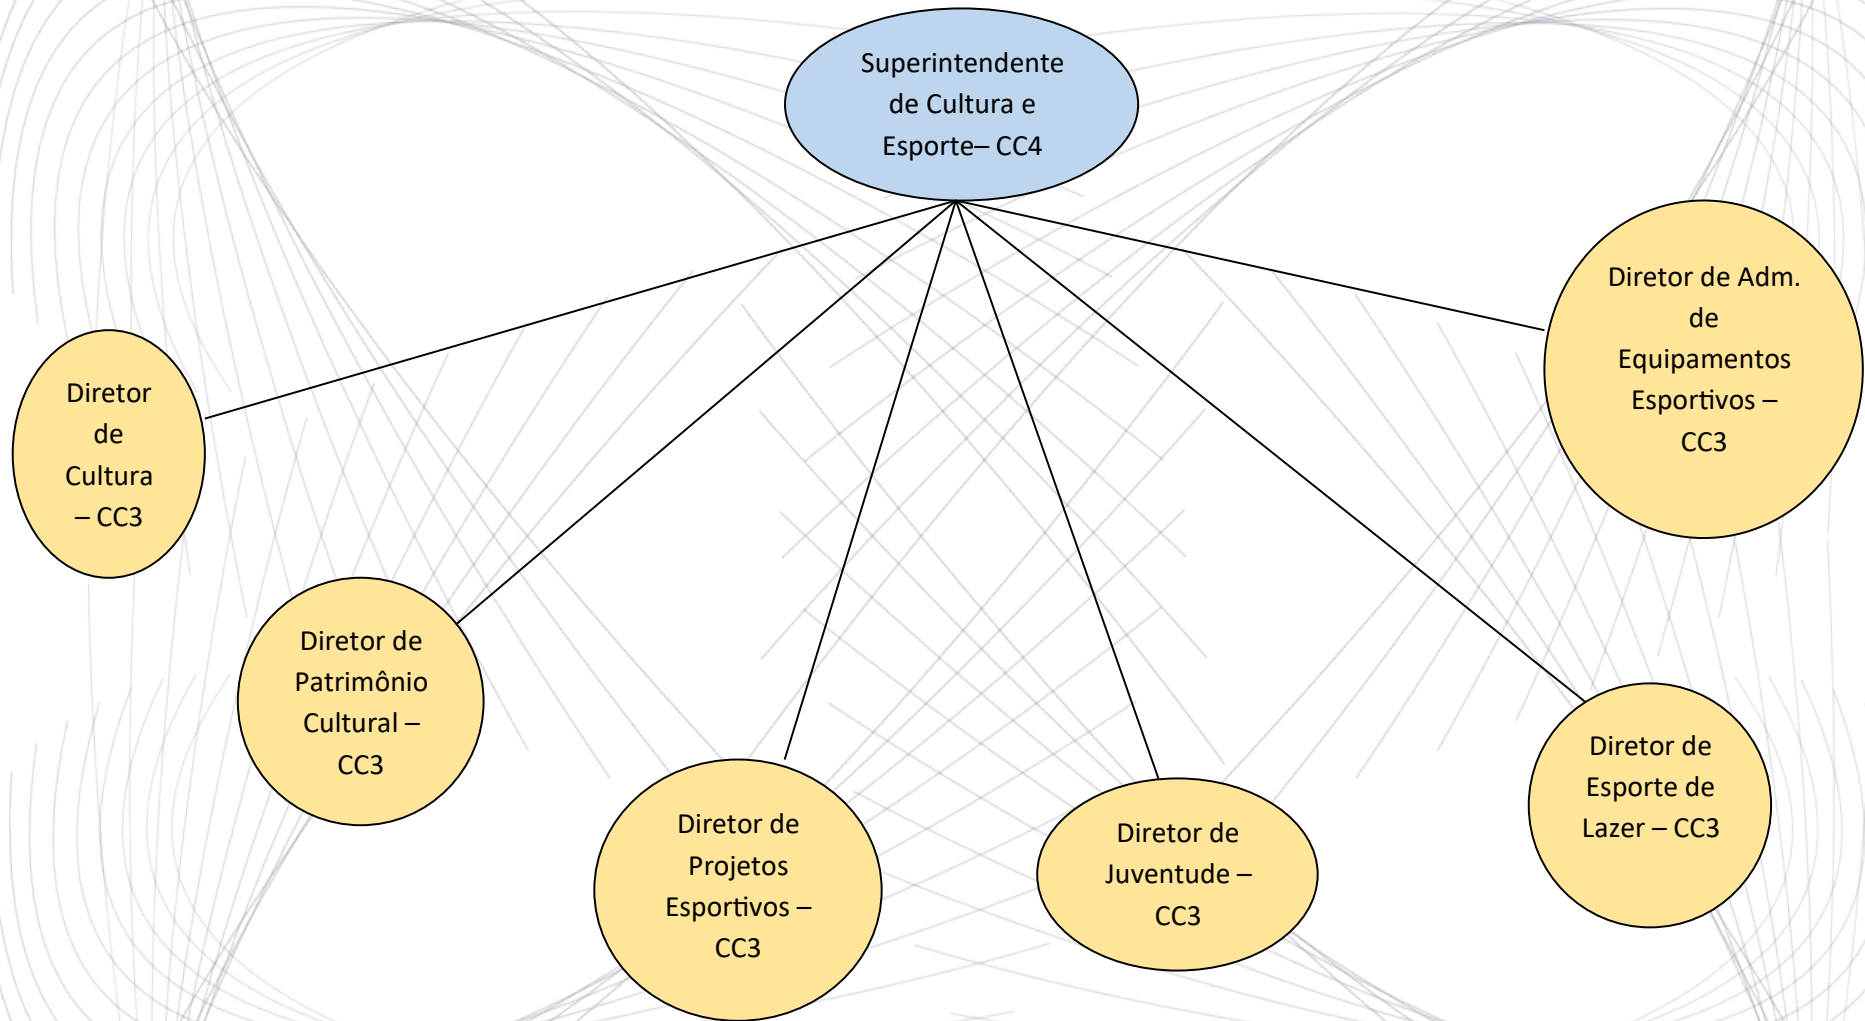 Superintendente
de Cultura e
Esporte– CC4
Diretor
de
Cultura
– CC3
Diretor de
Patrimônio
Cultural –
CC3
Diretor de
Projetos
Esportivos –
CC3
Diretor de
Juventude –
CC3
Diretor de
Esporte de
Lazer – CC3
Diretor de Adm.
de
Equipamentos
Esportivos –
CC3